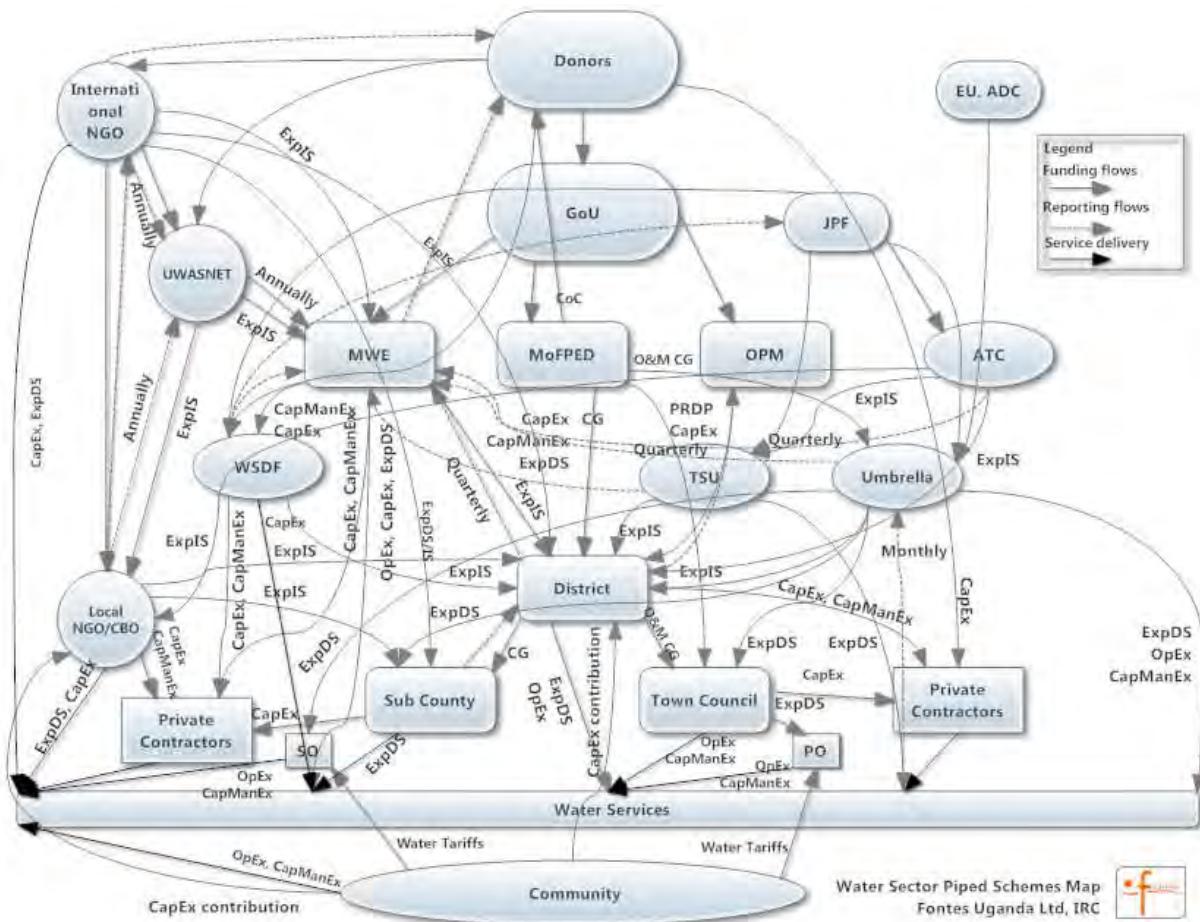 Donors
Internati
onal
NGO
EU. ADC
Legend
Funding flows
Reporting flows
Service delivery
ExpIS
Annually
GoU
JPF
ExpIS
UWASNET
Annually
ExpIS
CoC
MWE
MoFPED
OPM
ATC
O&M CG
CapEx, ExpDS
Annually
ExpIS
CapManEx
CapEx
CapEx
CapManEx
ExpDS
CG
PRDP
CapEx
Quarterly
ExpIS
Quarterly
ExpIS
WSDF
TSU
Umbrella
CapEx, CapManEx
OpEx, CapEx, ExpDS
Quarterly
ExpIS
CapEx
ExpIS
CapEx, CapManEx
ExpDS/IS
Monthly
ExpIS
ExpIS
ExpIS
District
CapEx, CapManEx
CapEx
Local
NGO/CBO
CapEx
CapManEx
ExpDS
ExpDS
CG
O&M CG
ExpDS
ExpDS
ExpDS
OpEx
CapManEx
ExpDS, CapEx
Private
Contractors
CapEx
Sub County
ExpDS
OpEx
CapEx contribution
Town Council
CapEx
ExpDS
Private
Contractors
SO
ExpDS
PO
OpEx
CapManEx
OpEx
CapManEx
OpEx
CapManEx
Water Services
Water Tariffs
Water Tariffs
OpEx, CapManEx
Community
CapEx contribution
Water Sector Piped Schemes Map
Fontes Uganda Ltd, IRC